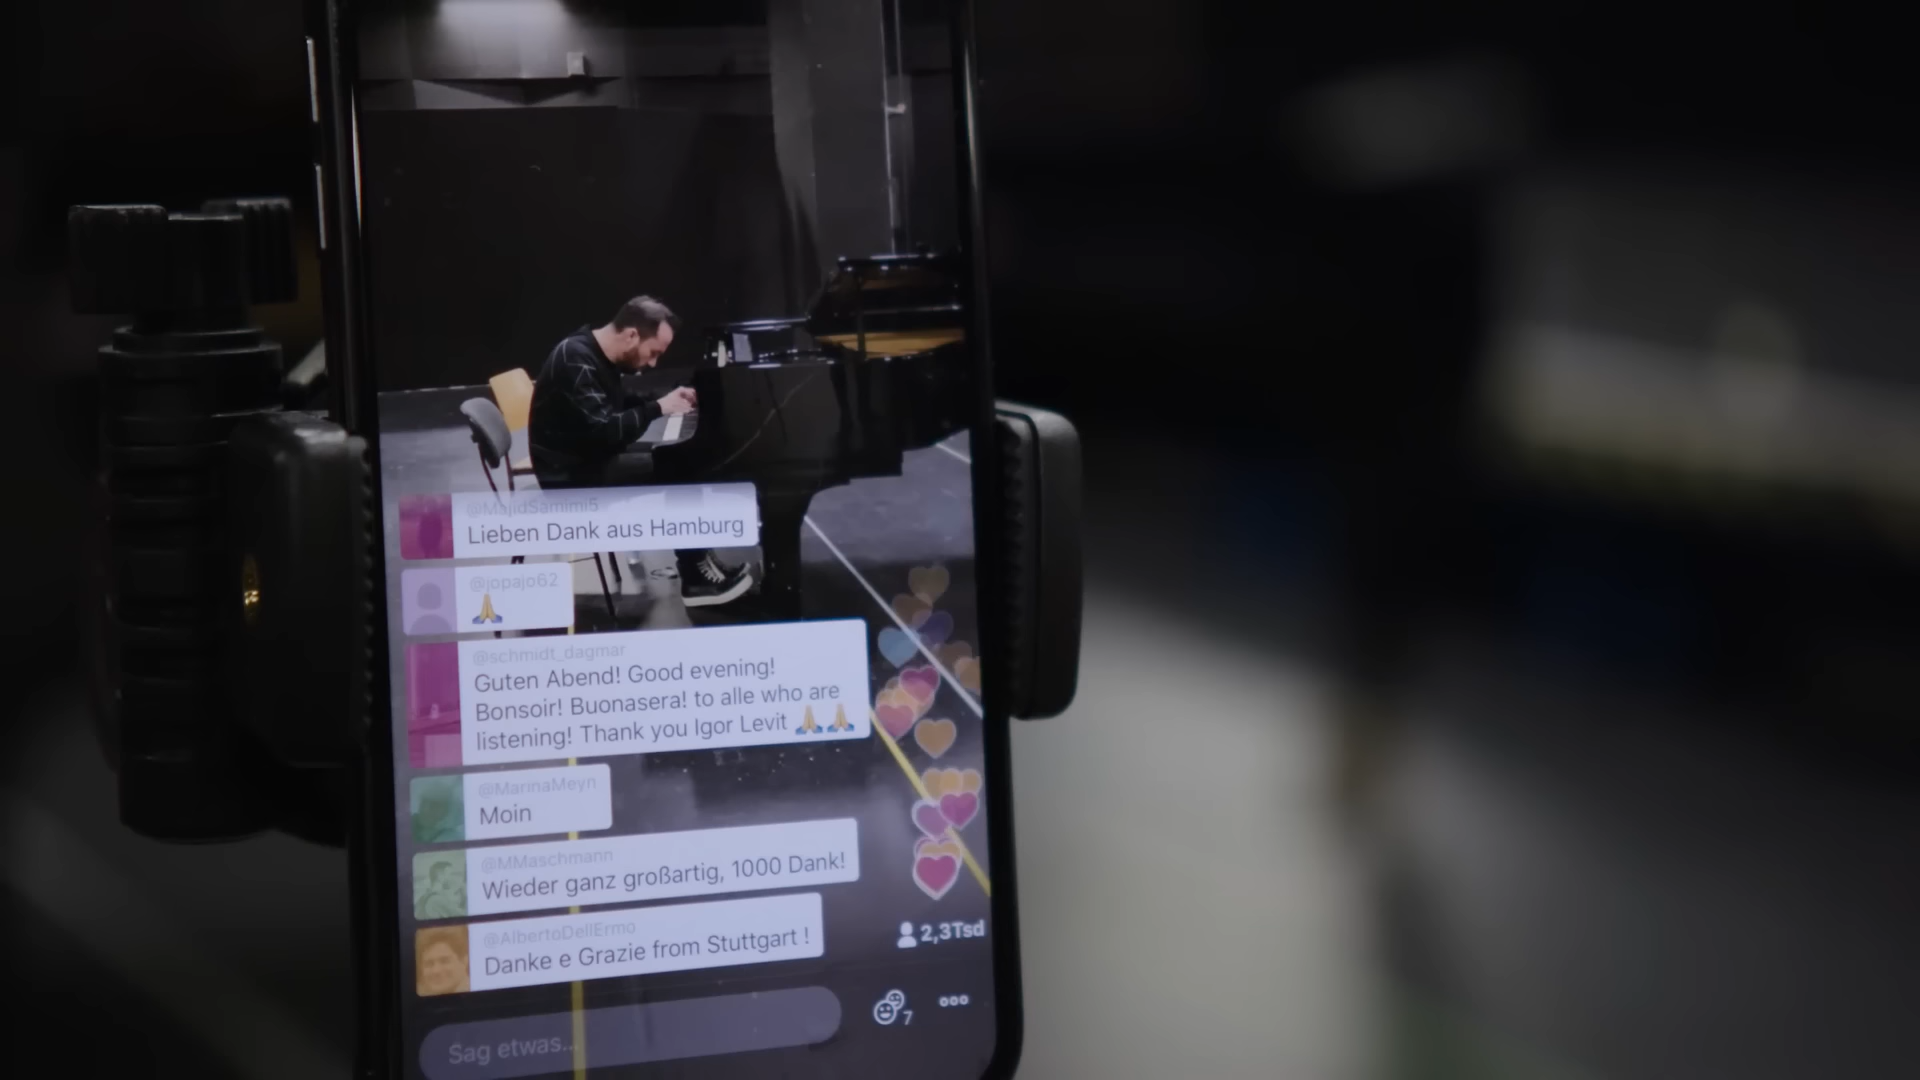 @MajidSammi5
Lieben Dank aus Hamburg
@jopajo62
🙏
@schmidt_dagmar
Guten Abend! Good evening!
Bonsoir! Buonasera! to alle who are
listening! Thank you Igor Levit 🙏🙏
@MarinaMeyn
Moin
@MMaschmann
Wieder ganz großartig, 1000 Dank!
@AlbertoDellErmo
Danke e Grazie from Stuttgart !
2,3Tsd
7
Sag etwas...